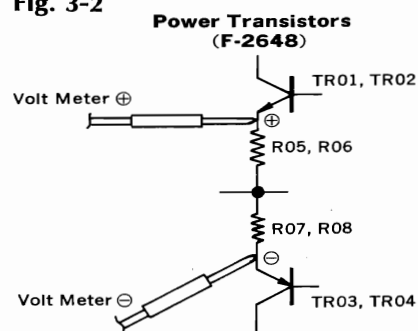 Fig. 3-2
Power Transistors
(F-2648)
TR01, TR02
Volt Meter ⊕
⊕
R05, R06
R07, R08
⊖
Volt Meter ⊖
TR03, TR04